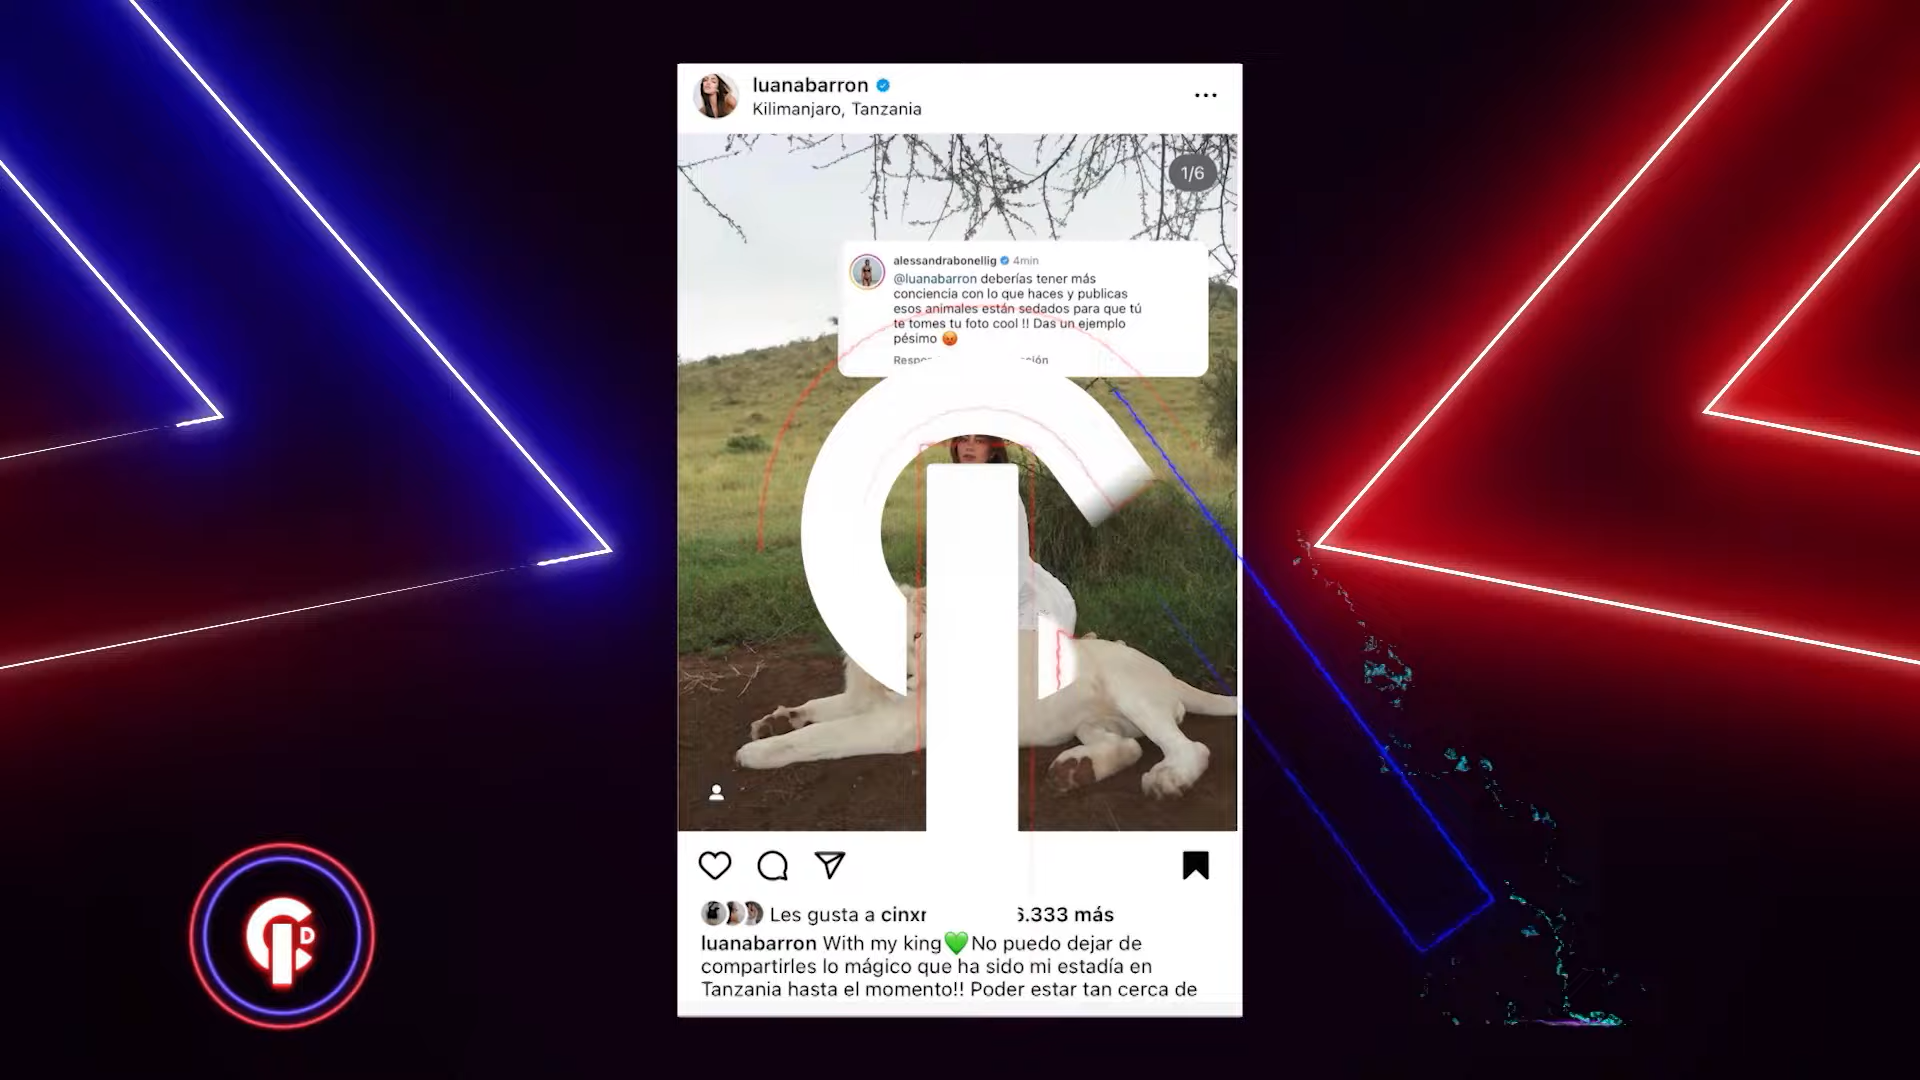 luanabarron
Kilimanjaro, Tanzania
1/6
alessandrabonellig 4min
@luanabarron deberías tener más
conciencia con lo que haces y publicas
esos animales están sedados para que tú
te tomes tu foto cool !! Das un ejemplo
pésimo 😡
Les gusta a 6.333 más
luanabarron With my king💚No puedo dejar de
compartirles lo mágico que ha sido mi estadía en
Tanzania hasta el momento!! Poder estar tan cerca de
D